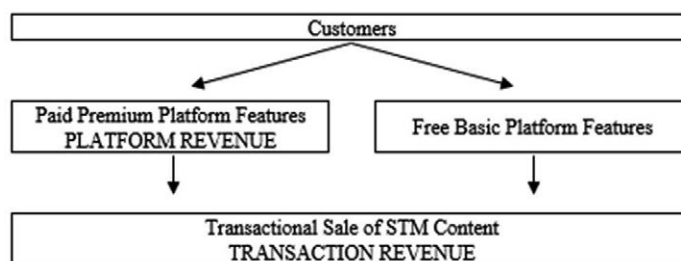 Customers
Paid Premium Platform Features
PLATFORM REVENUE
Free Basic Platform Features
Transactional Sale of STM Content
TRANSACTION REVENUE